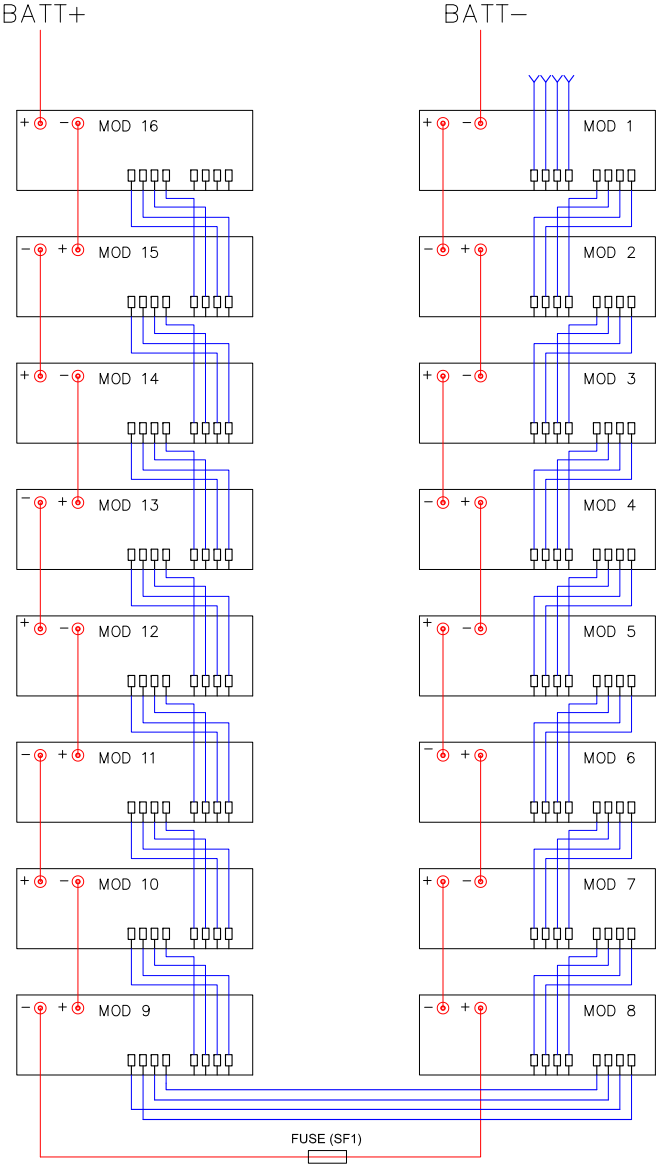 BATT+ BATT−
+ − MOD 16 + − MOD 1
− + MOD 15 − + MOD 2
+ − MOD 14 + − MOD 3
− + MOD 13 − + MOD 4
+ − MOD 12 + − MOD 5
− + MOD 11 − + MOD 6
+ − MOD 10 + − MOD 7
− + MOD 9 − + MOD 8
FUSE (SF1)